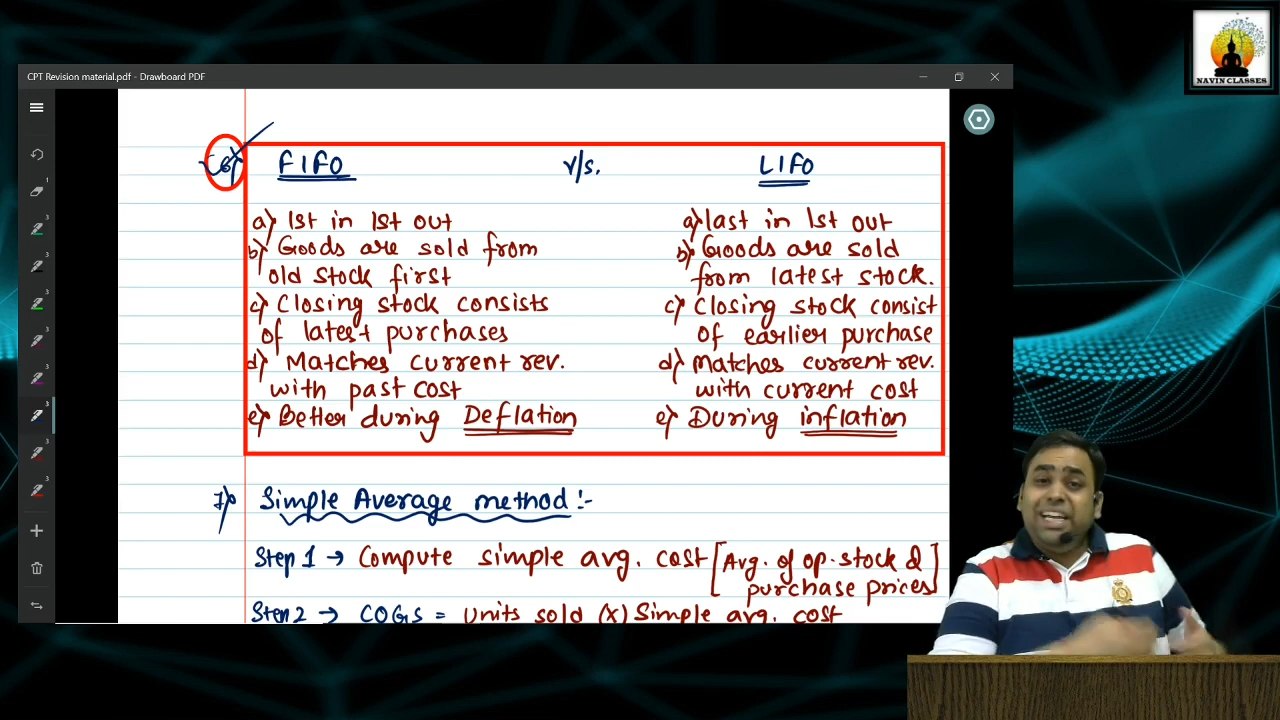 NAVIN CLASSES
CPT Revision material.pdf - Drawboard PDF
6) FIFO v/s. LIFO
a) 1st in 1st out
b) Goods are sold from
old stock first
c) Closing stock consists
of latest purchases
d) Matches current rev.
with past cost
e) Better during Deflation
a) last in 1st out
b) Goods are sold
from latest stock.
c) Closing stock consist
of earlier purchase
d) Matches current rev.
with current cost
e) During inflation
7) Simple Average method :-
Step 1 → Compute simple avg. cost [Avg. of op. stock &
purchase prices]
Step 2 → COGS = units sold (x) Simple avg. cost